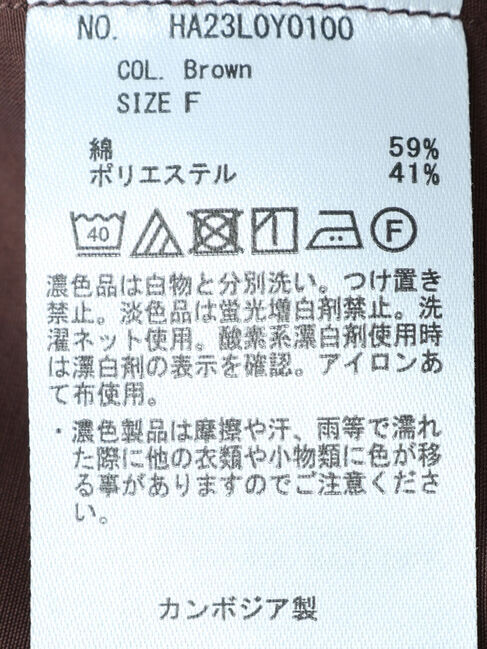 NO. HA23L0Y0100
COL. Brown
SIZE F
綿 59%
ポリエステル 41%
40 F
濃色品は白物と分別洗い。つけ置き
禁止。淡色品は蛍光増白剤禁止。洗
濯ネット使用。酸素系漂白剤使用時
は漂白剤の表示を確認。アイロンあ
て布使用。
・濃色製品は摩擦や汗、雨等で濡れ
た際に他の衣類や小物類に色が移
る事がありますのでご注意くださ
い。
カンボジア製